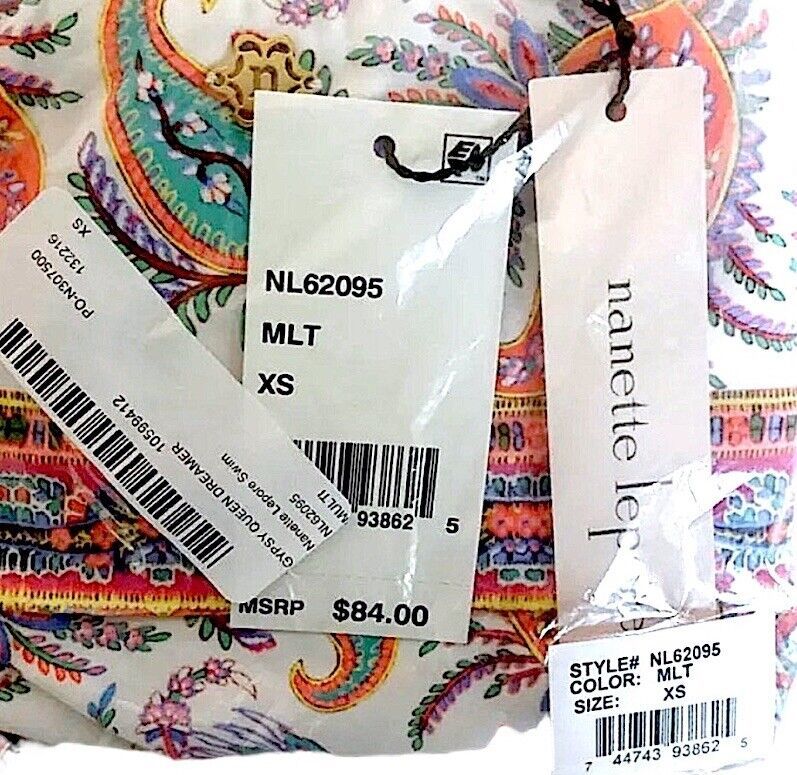 n
PO-N307500
132216
XS
GYPSY QUEEN DREAMER 10599412
Nanette Lepore Swim
NL62095
MULTI
NL62095
MLT
XS
93862 5
MSRP $84.00
nanette lep e
STYLE# NL62095
COLOR: MLT
SIZE: XS
7 44743 93862 5